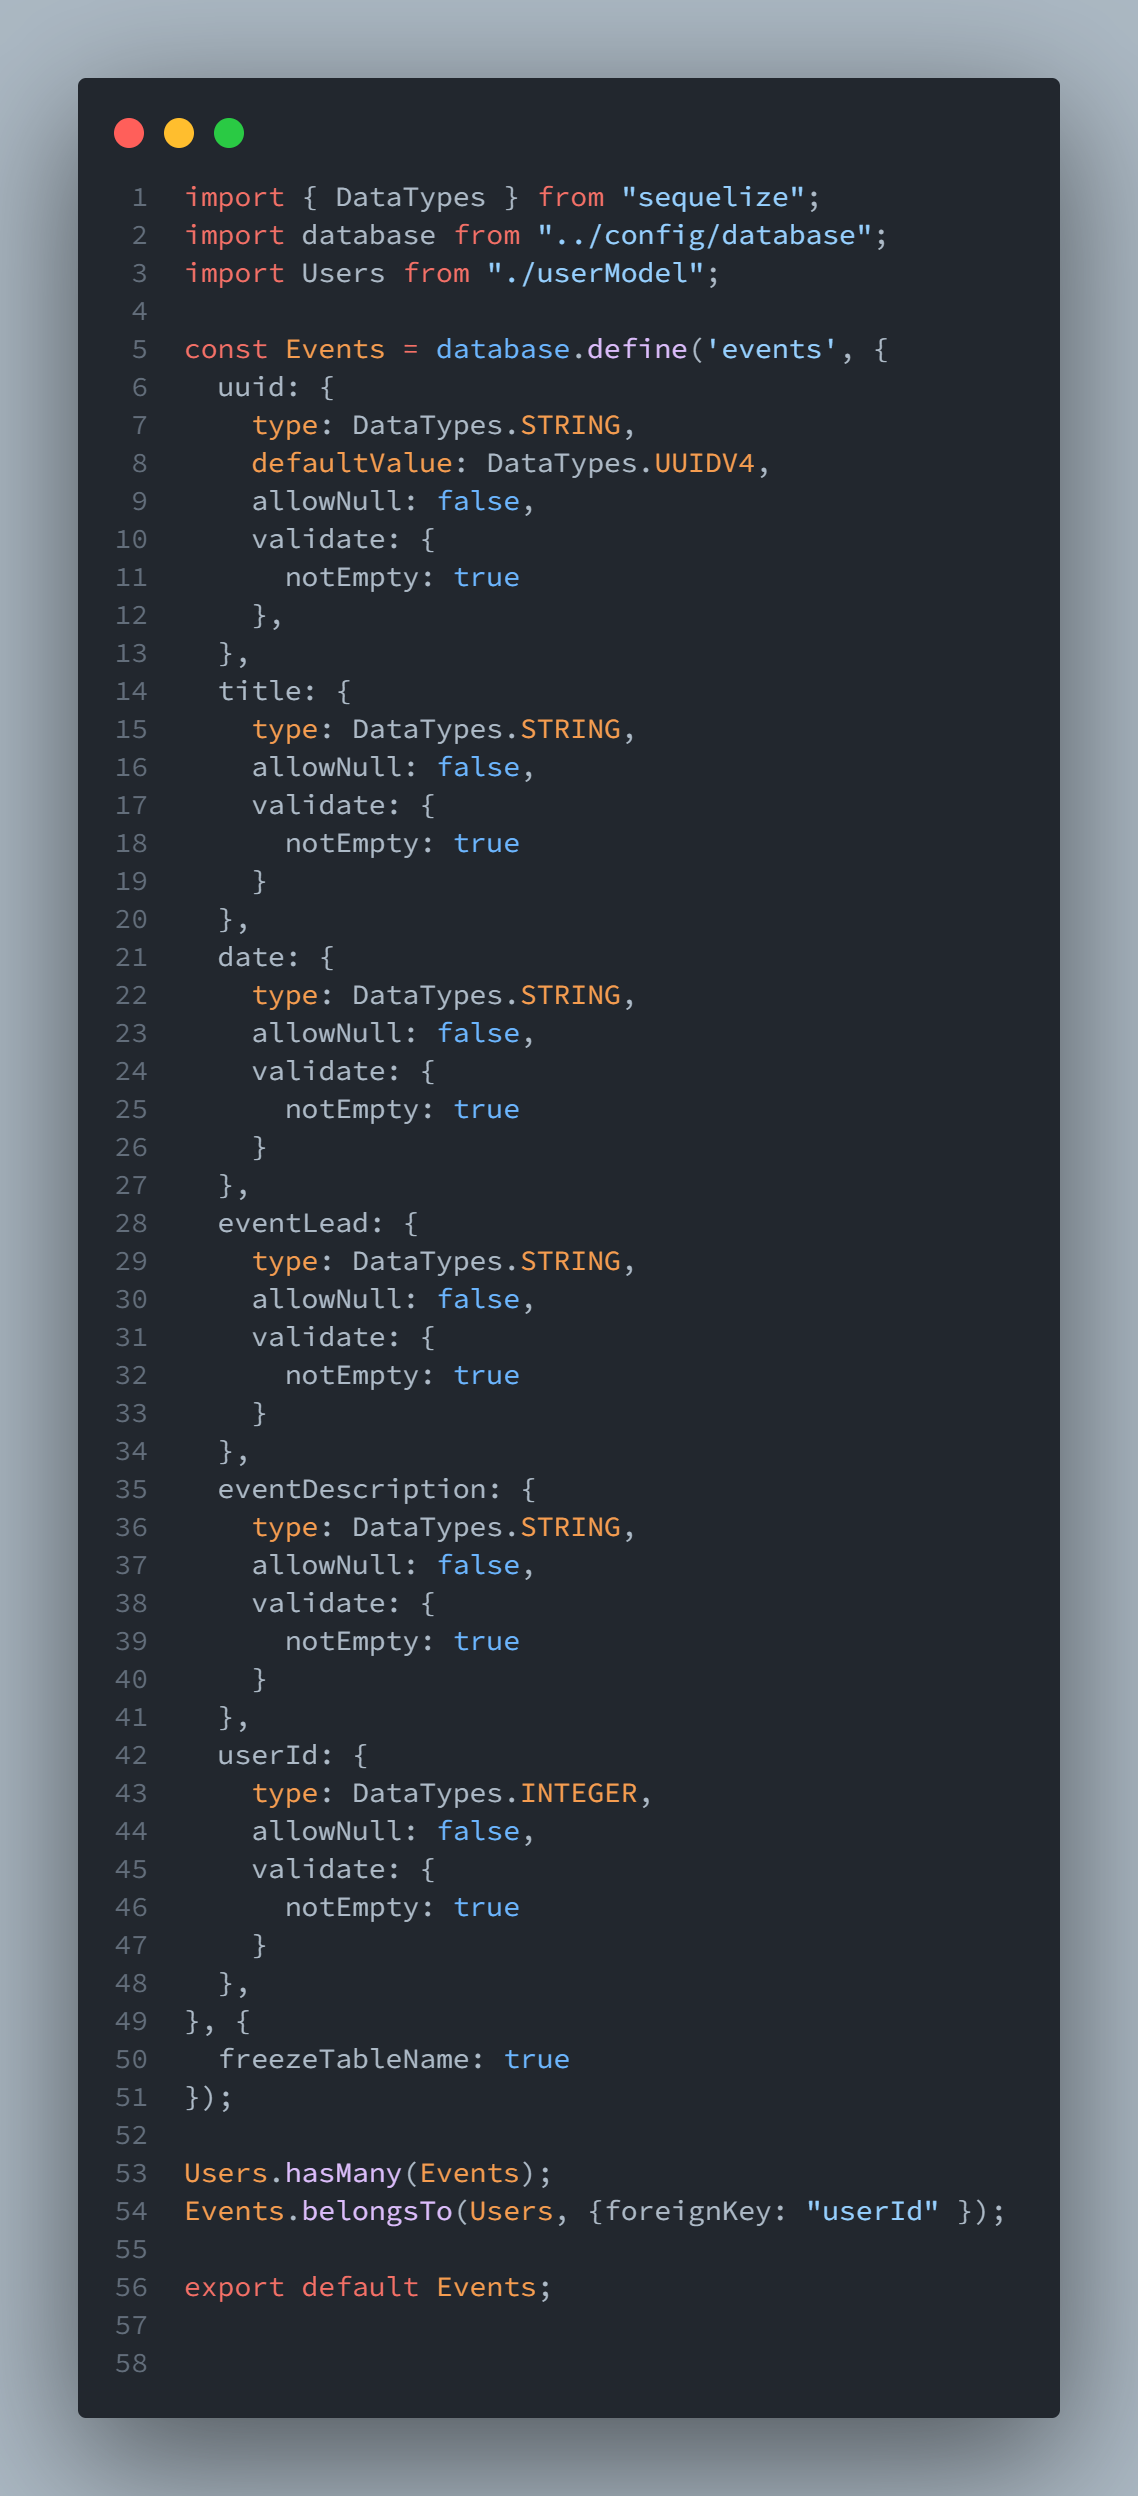 1 import { DataTypes } from "sequelize";
2 import database from "../config/database";
3 import Users from "./userModel";
4
5 const Events = database.define('events', {
6   uuid: {
7     type: DataTypes.STRING,
8     defaultValue: DataTypes.UUIDV4,
9     allowNull: false,
10     validate: {
11       notEmpty: true
12     },
13   },
14   title: {
15     type: DataTypes.STRING,
16     allowNull: false,
17     validate: {
18       notEmpty: true
19     }
20   },
21   date: {
22     type: DataTypes.STRING,
23     allowNull: false,
24     validate: {
25       notEmpty: true
26     }
27   },
28   eventLead: {
29     type: DataTypes.STRING,
30     allowNull: false,
31     validate: {
32       notEmpty: true
33     }
34   },
35   eventDescription: {
36     type: DataTypes.STRING,
37     allowNull: false,
38     validate: {
39       notEmpty: true
40     }
41   },
42   userId: {
43     type: DataTypes.INTEGER,
44     allowNull: false,
45     validate: {
46       notEmpty: true
47     }
48   },
49 }, {
50   freezeTableName: true
51 });
52
53 Users.hasMany(Events);
54 Events.belongsTo(Users, {foreignKey: "userId" });
55
56 export default Events;
57
58